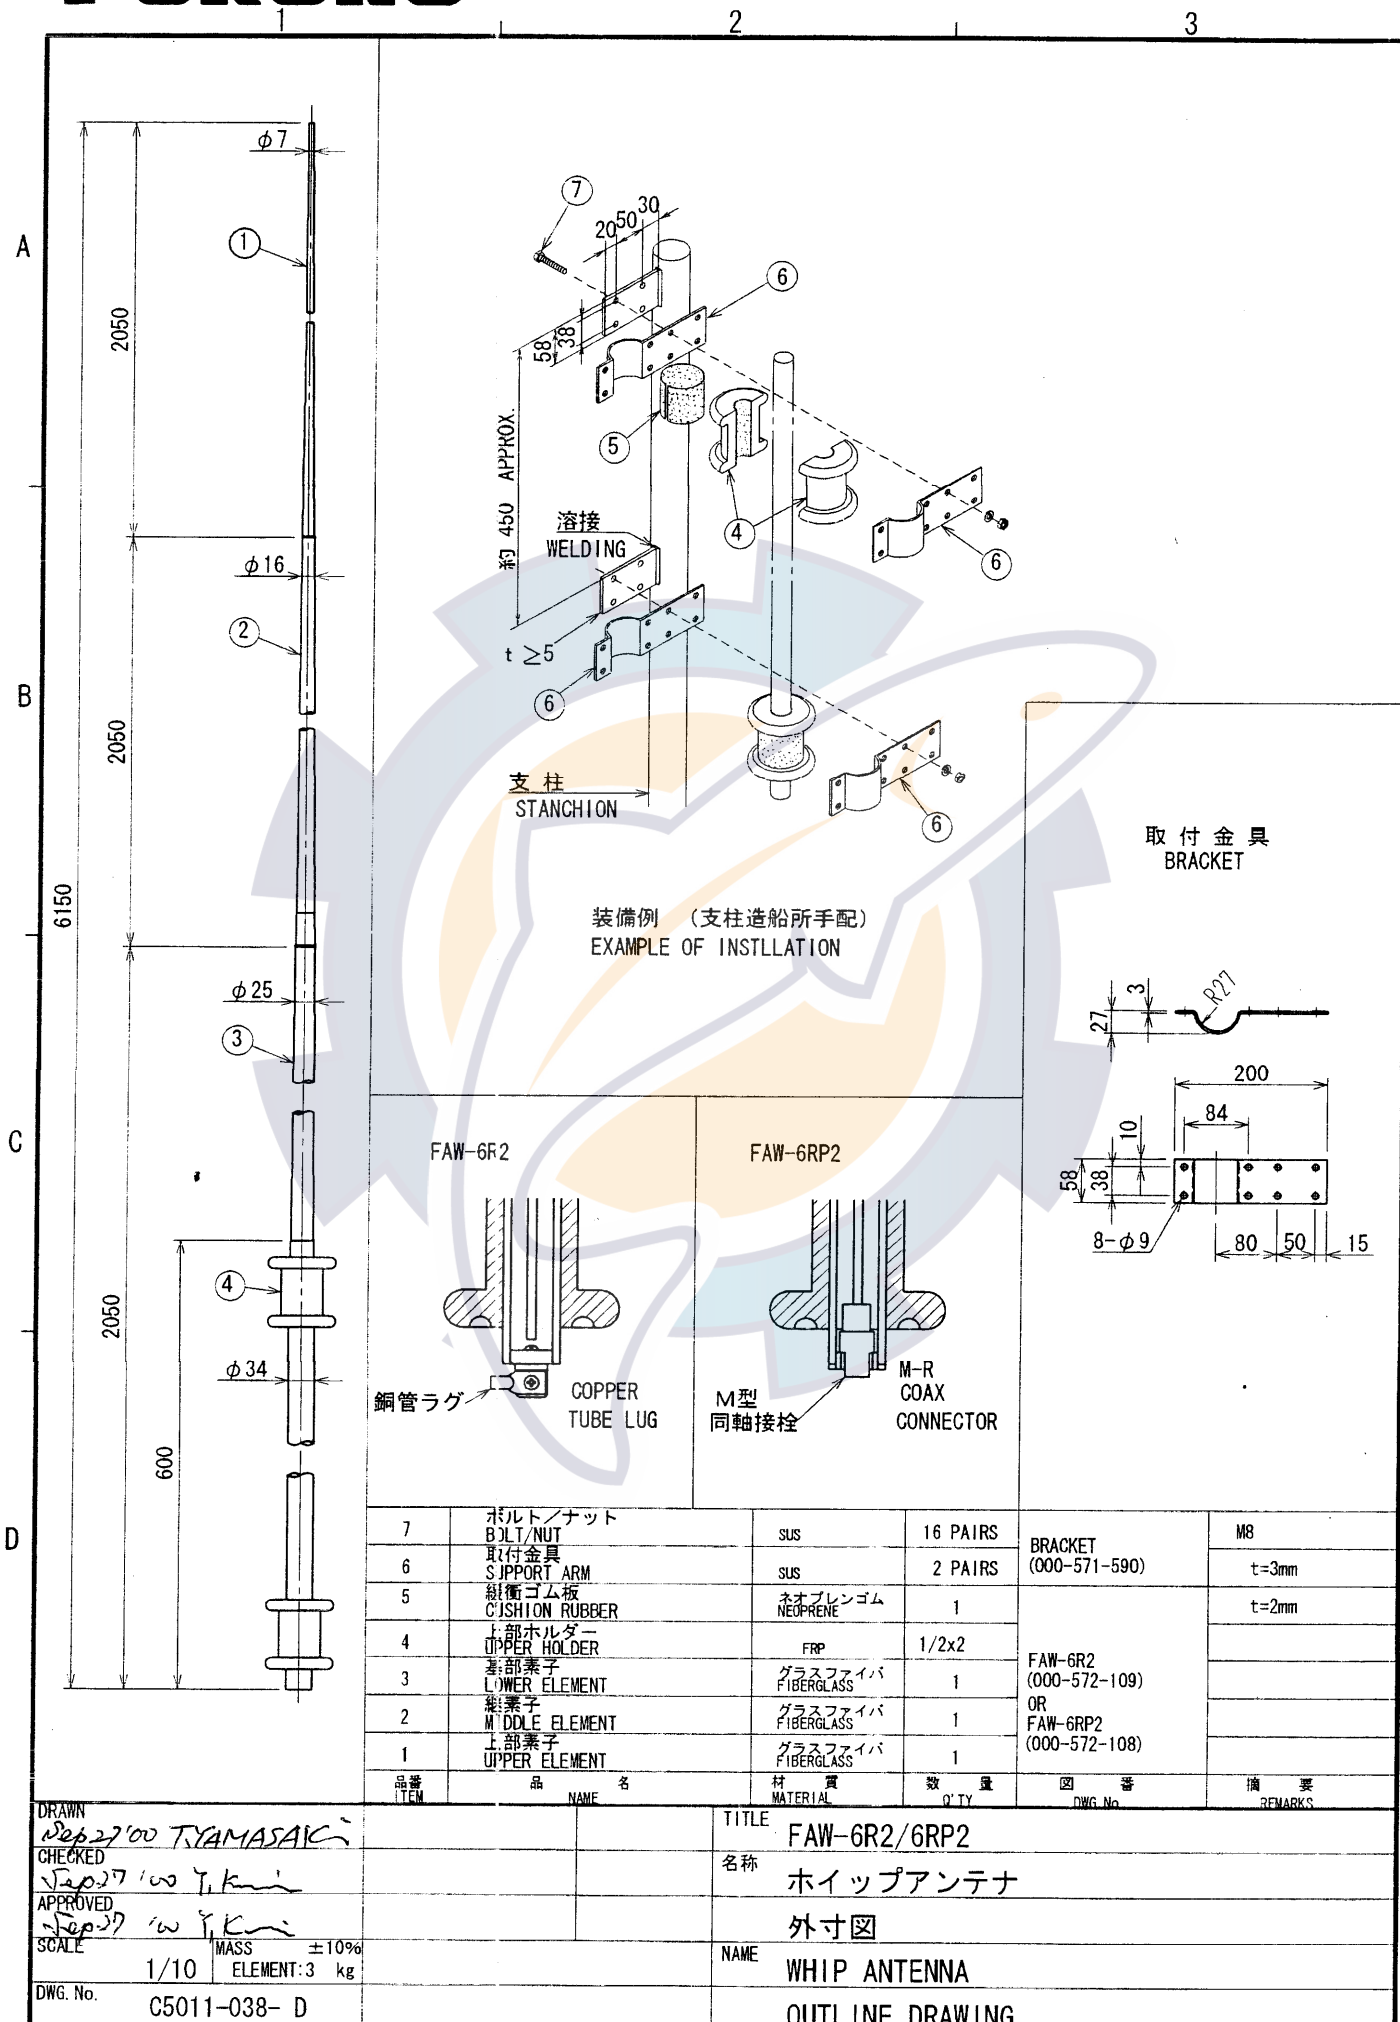 FURUNO
1
2
3
A
B
C
D
φ7
1
2050
φ16
2
2050
6150
φ25
3
2050
4
φ34
600
7
20
50
30
6
58
38
5
約 450 APPROX.
4
6
溶接
WELDING
t ≥5
6
支 柱
STANCHION
6
装備例 (支柱造船所手配)
EXAMPLE OF INSTLLATION
取 付 金 具
BRACKET
3
27
R27
200
84
10
58
38
8-φ9
80
50
15
FAW-6R2
銅管ラグ
COPPER
TUBE LUG
FAW-6RP2
M型
同軸接栓
M-R
COAX
CONNECTOR
7 ボルト/ナット
BOLT/NUT SUS 16 PAIRS BRACKET (000-571-590) M8
6 取付金具
SUPPORT ARM SUS 2 PAIRS t=3mm
5 緩衝ゴム板
CUSHION RUBBER ネオプレンゴム
NEOPRENE 1 t=2mm
4 上部ホルダー
UPPER HOLDER FRP 1/2x2
3 基部素子
LOWER ELEMENT グラスファイバ
FIBERGLASS 1
2 継素子
MIDDLE ELEMENT グラスファイバ
FIBERGLASS 1
1 上部素子
UPPER ELEMENT グラスファイバ
FIBERGLASS 1
FAW-6R2
(000-572-109)
OR
FAW-6RP2
(000-572-108)
品番 品 名 材 質 数 量 図 番 摘 要
ITEM NAME MATERIAL Q'TY DWG.No. REMARKS
DRAWN
Sep 27 '00 T.YAMASAKI
CHECKED
Sep. 27 '00
APPROVED
Sep. 27 '00
SCALE 1/10
MASS ±10%
ELEMENT:3 kg
DWG. No. C5011-038- D
TITLE FAW-6R2/6RP2
名称 ホイップアンテナ
外寸図
NAME WHIP ANTENNA
OUTLINE DRAWING